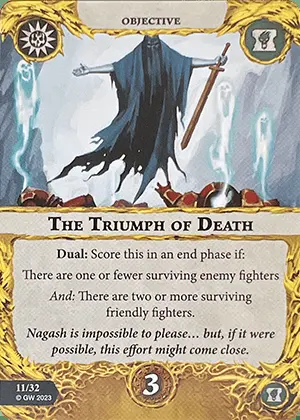 OBJECTIVE
THE TRIUMPH OF DEATH
Dual: Score this in an end phase if:
There are one or fewer surviving enemy fighters
And: There are two or more surviving
friendly fighters.
Nagash is impossible to please... but, if it were
possible, this effort might come close.
11/32
© GW 2023
3